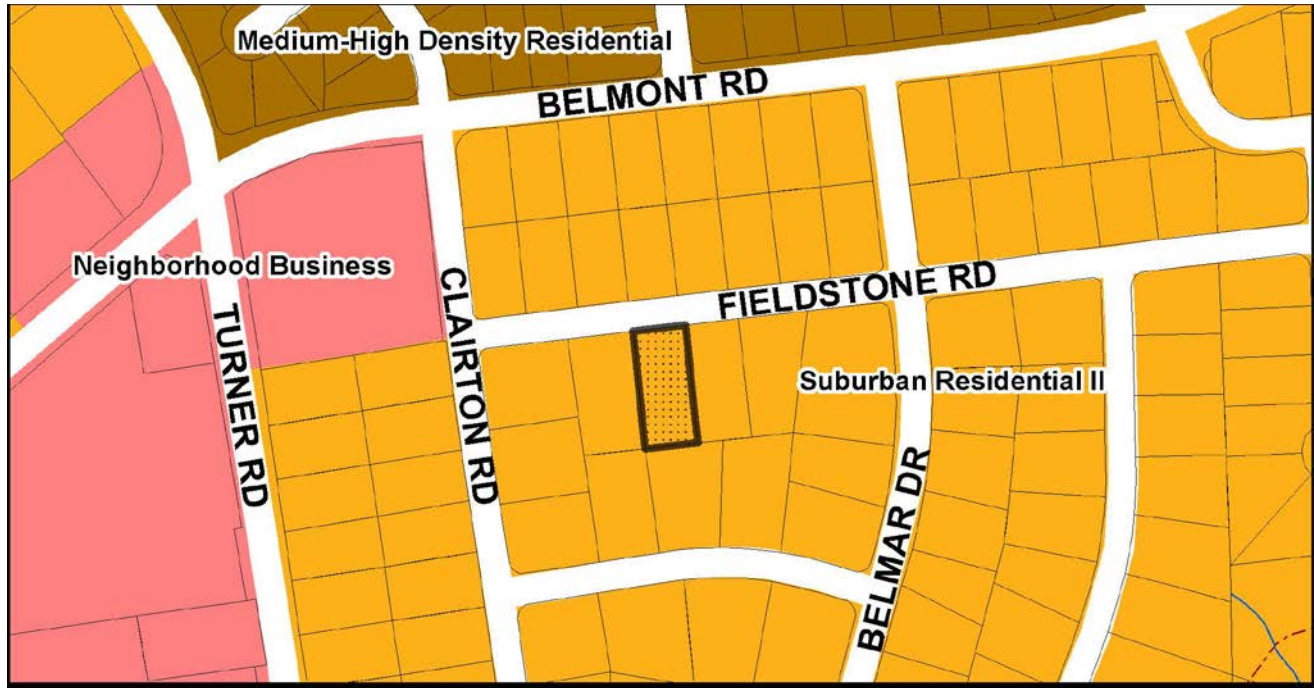 Medium-High Density Residential
BELMONT RD
Neighborhood Business
CLAIRTON RD
FIELDSTONE RD
TURNER RD
Suburban Residential II
BELMAR DR